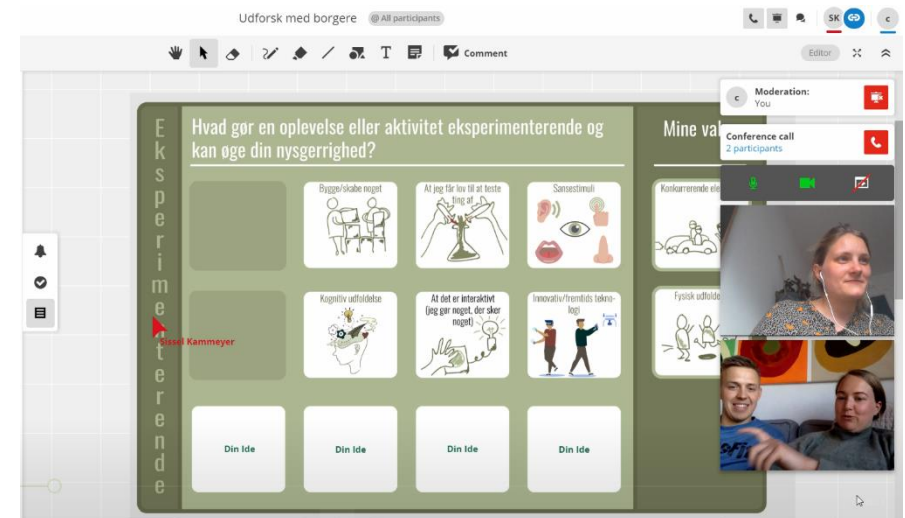 Udforsk med borgere
@ All participants
SK
c
T
Comment
Editor
c
Moderation:
You
Conference call
2 participants
Eksperimenterende
Hvad gør en oplevelse eller aktivitet eksperimenterende og
kan øge din nysgerrighed?
Mine val
Bygge/skabe noget
At jeg får lov til at teste
ting af
Sansestimuli
Konkurrerende ele
Kognitiv udfoldelse
At det er interaktivt
(jeg gør noget, der sker
noget)
Innovativ/fremtids tekno-
logi
Fysisk udfolde
Sissel Kammeyer
Din Ide
Din Ide
Din Ide
Din Ide